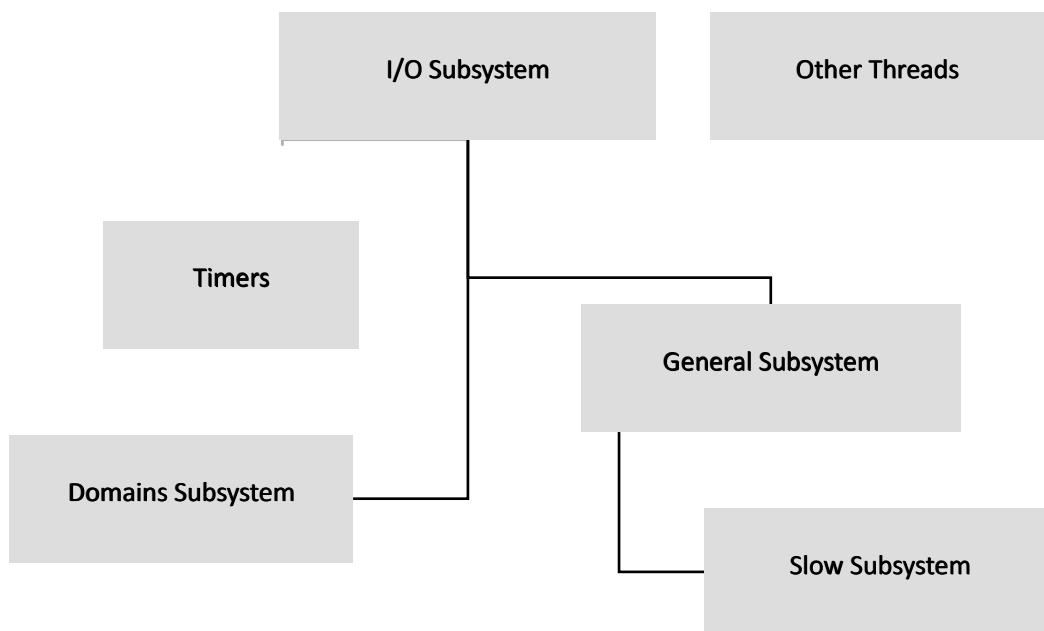 I/O Subsystem
Other Threads
Timers
General Subsystem
Domains Subsystem
Slow Subsystem